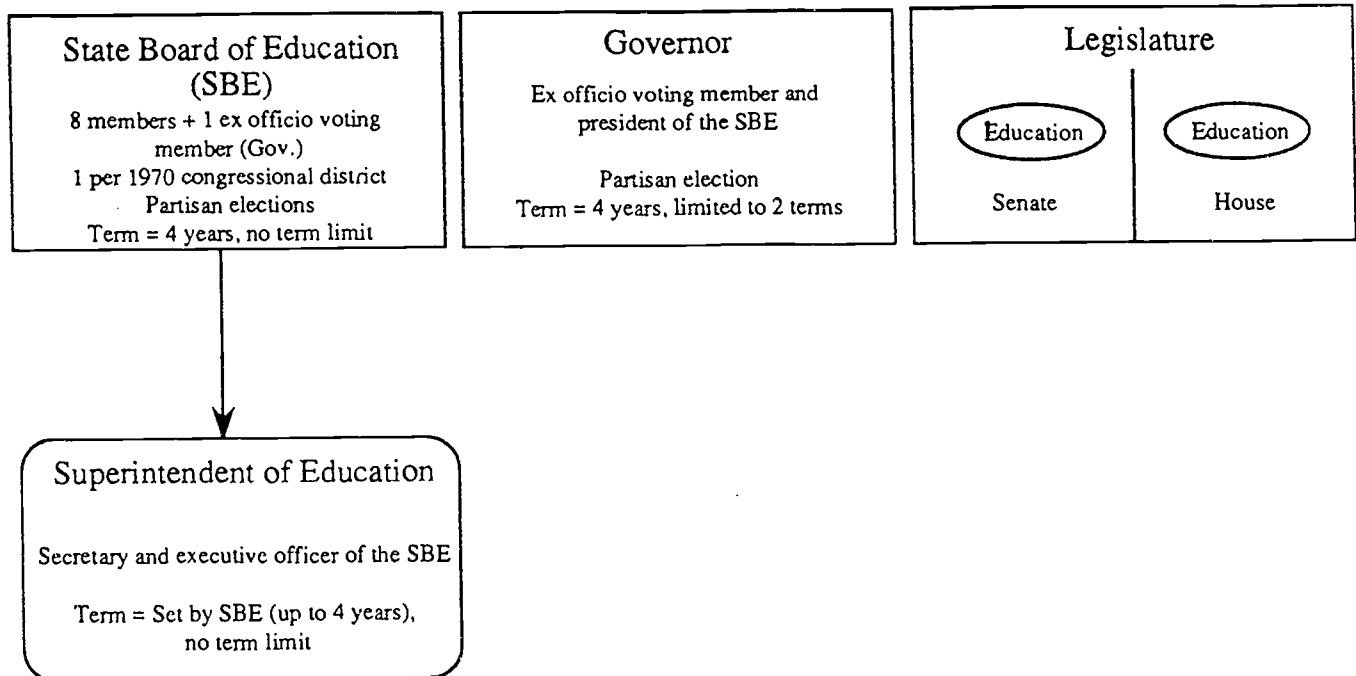 State Board of Education
(SBE)
8 members + 1 ex officio voting
member (Gov.)
1 per 1970 congressional district
Partisan elections
Term = 4 years, no term limit
Governor
Ex officio voting member and
president of the SBE
Partisan election
Term = 4 years, limited to 2 terms
Legislature
Education
Education
Senate
House
Superintendent of Education
Secretary and executive officer of the SBE
Term = Set by SBE (up to 4 years),
no term limit